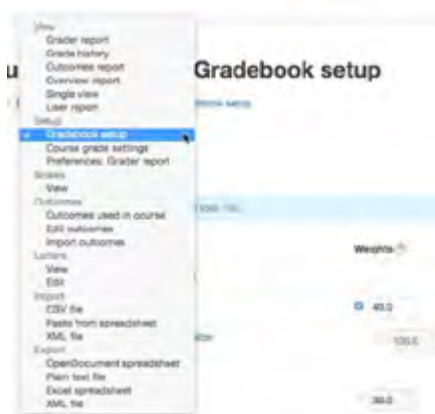 View
Grader report
Grade history
Outcomes report
Overview report
Single view
User report
Setup
Gradebook setup
Course grade settings
Preferences: Grader report
Scales
View
Outcomes
Outcomes used in course
Edit outcomes
Import outcomes
Letters
View
Edit
Import
CSV file
Paste from spreadsheet
XML file
Export
OpenDocument spreadsheet
Plain text file
Excel spreadsheet
XML file
Gradebook setup
setup
Weights
40.0
100.0
30.0